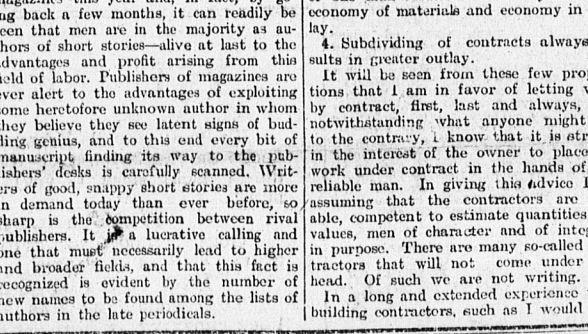 magazines this year and, in fact, by go-
ng back a few months, it can readily be
een that men are in the majority as au-
hors of short stories—alive at last to the
advantages and profit arising from this
ield of labor. Publishers of magazines are
ever alert to the advantages of exploiting
some heretofore unknown author in whom
they believe they see latent signs of bud-
ding genius, and to this end every bit of
manuscript finding its way to the pub-
lishers' desks is carefully scanned. Writ-
ers of good, snappy short stories are more
in demand today than ever before, so
sharp is the competition between rival
publishers. It is a lucrative calling and
one that must necessarily lead to higher
and broader fields, and that this fact is
recognized is evident by the number of
new names to be found among the lists of
authors in the late periodicals.
economy of materials and economy in
lay.
4. Subdividing of contracts always
sults in greater outlay.
It will be seen from these few pro
tions that I am in favor of letting w
by contract, first, last and always,
notwithstanding what anyone might
to the contrary, I know that it is str
in the interest of the owner to place
work under contract in the hands of
reliable man. In giving this advice I
assuming that the contractors are
able, competent to estimate quantities
values, men of character and of integ
in purpose. There are many so-called
tractors that will not come under
head. Of such we are not writing.
In a long and extended experience
building contractors, such as I would